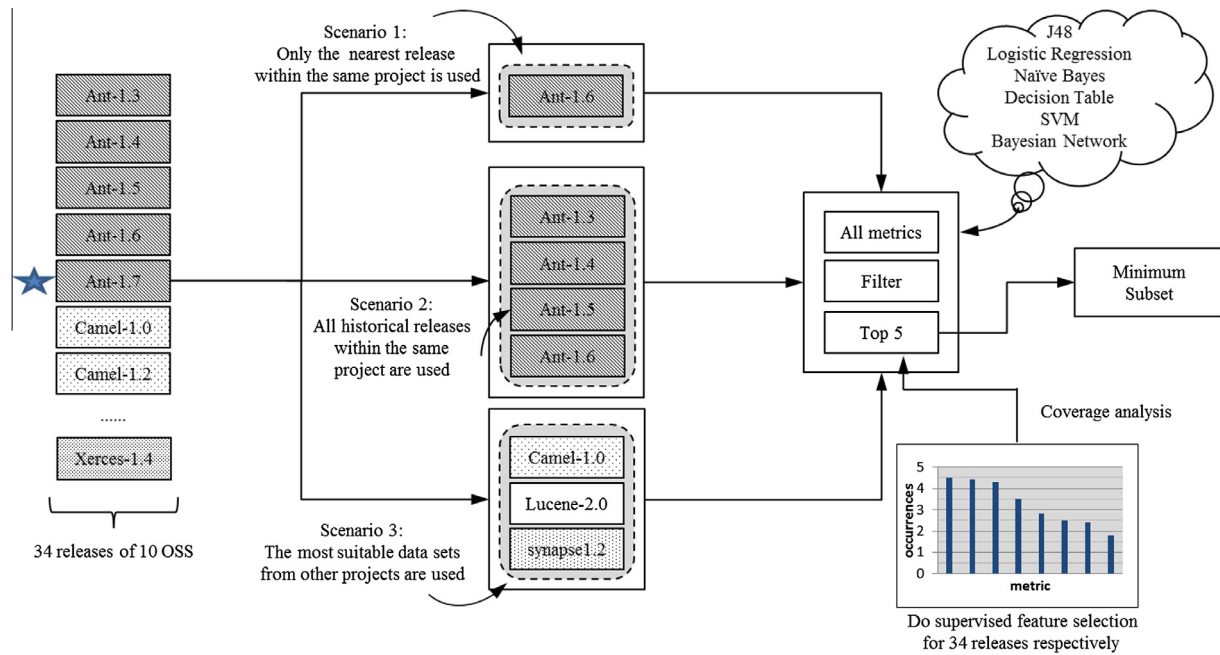 Ant-1.3
Ant-1.4
Ant-1.5
Ant-1.6
Ant-1.7
Camel-1.0
Camel-1.2
......
Xerces-1.4
34 releases of 10 OSS
Scenario 1:
Only the nearest release
within the same project is used
Ant-1.6
Scenario 2:
All historical releases
within the same
project are used
Ant-1.3
Ant-1.4
Ant-1.5
Ant-1.6
Scenario 3:
The most suitable data sets
from other projects are used
Camel-1.0
Lucene-2.0
synapse1.2
J48
Logistic Regression
Naïve Bayes
Decision Table
SVM
Bayesian Network
All metrics
Filter
Top 5
Minimum
Subset
Coverage analysis
5
4
3
2
1
0
occurrences
metric
Do supervised feature selection
for 34 releases respectively